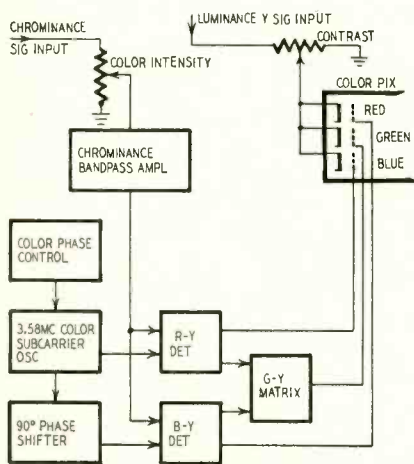 CHROMINANCE
SIG INPUT
LUMINANCE Y SIG INPUT
CONTRAST
COLOR INTENSITY
COLOR PIX
RED
GREEN
BLUE
CHROMINANCE
BANDPASS AMPL
COLOR PHASE
CONTROL
3.58MC COLOR
SUBCARRIER
OSC
R-Y
DET
G-Y
MATRIX
90° PHASE
SHIFTER
B-Y
DET